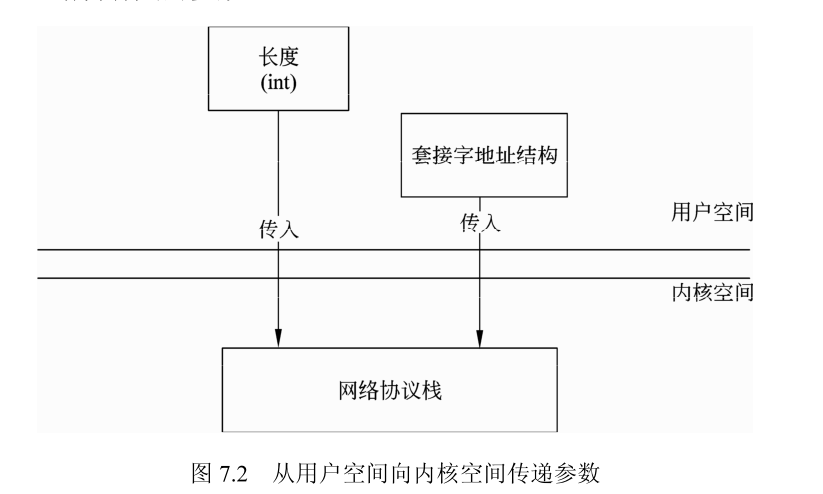 长度
(int)
套接字地址结构
传入
传入
用户空间
内核空间
网络协议栈
图 7.2 从用户空间向内核空间传递参数